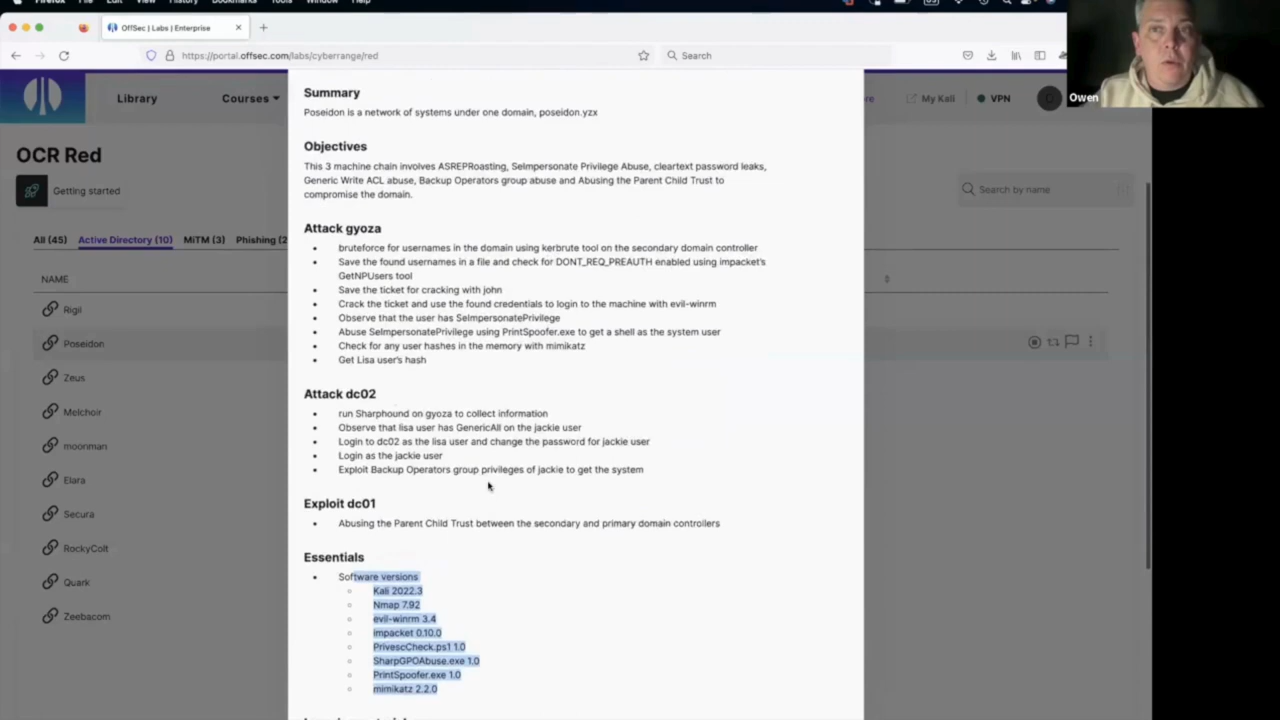 Firefox File Edit View History Bookmarks Tools Window Help
OffSec | Labs | Enterprise
https://portal.offsec.com/labs/cyberrange/red
Search
Owen
Library
Courses
My Kali
VPN
OCR Red
Getting started
Search by name
All (45)
Active Directory (10)
MiTM (3)
Phishing (2
NAME
Rigil
Poseidon
Zeus
Melchoir
moonman
Elara
Secura
RockyColt
Quark
Zeebacom
Summary
Poseidon is a network of systems under one domain, poseidon.yzx
Objectives
This 3 machine chain involves ASREPRoasting, SeImpersonate Privilege Abuse, cleartext password leaks,
Generic Write ACL abuse, Backup Operators group abuse and Abusing the Parent Child Trust to
compromise the domain.
Attack gyoza
• bruteforce for usernames in the domain using kerbrute tool on the secondary domain controller
• Save the found usernames in a file and check for DONT_REQ_PREAUTH enabled using impacket's
GetNPUsers tool
• Save the ticket for cracking with john
• Crack the ticket and use the found credentials to login to the machine with evil-winrm
• Observe that the user has SeImpersonatePrivilege
• Abuse SeImpersonatePrivilege using PrintSpoofer.exe to get a shell as the system user
• Check for any user hashes in the memory with mimikatz
• Get Lisa user's hash
Attack dc02
• run Sharphound on gyoza to collect information
• Observe that lisa user has GenericAll on the jackie user
• Login to dc02 as the lisa user and change the password for jackie user
• Login as the jackie user
• Exploit Backup Operators group privileges of jackie to get the system
Exploit dc01
• Abusing the Parent Child Trust between the secondary and primary domain controllers
Essentials
• Software versions
Kali 2022.3
Nmap 7.92
evil-winrm 3.4
impacket 0.10.0
PrivescCheck.ps1 1.0
SharpGPOAbuse.exe 1.0
PrintSpoofer.exe 1.0
mimikatz 2.2.0